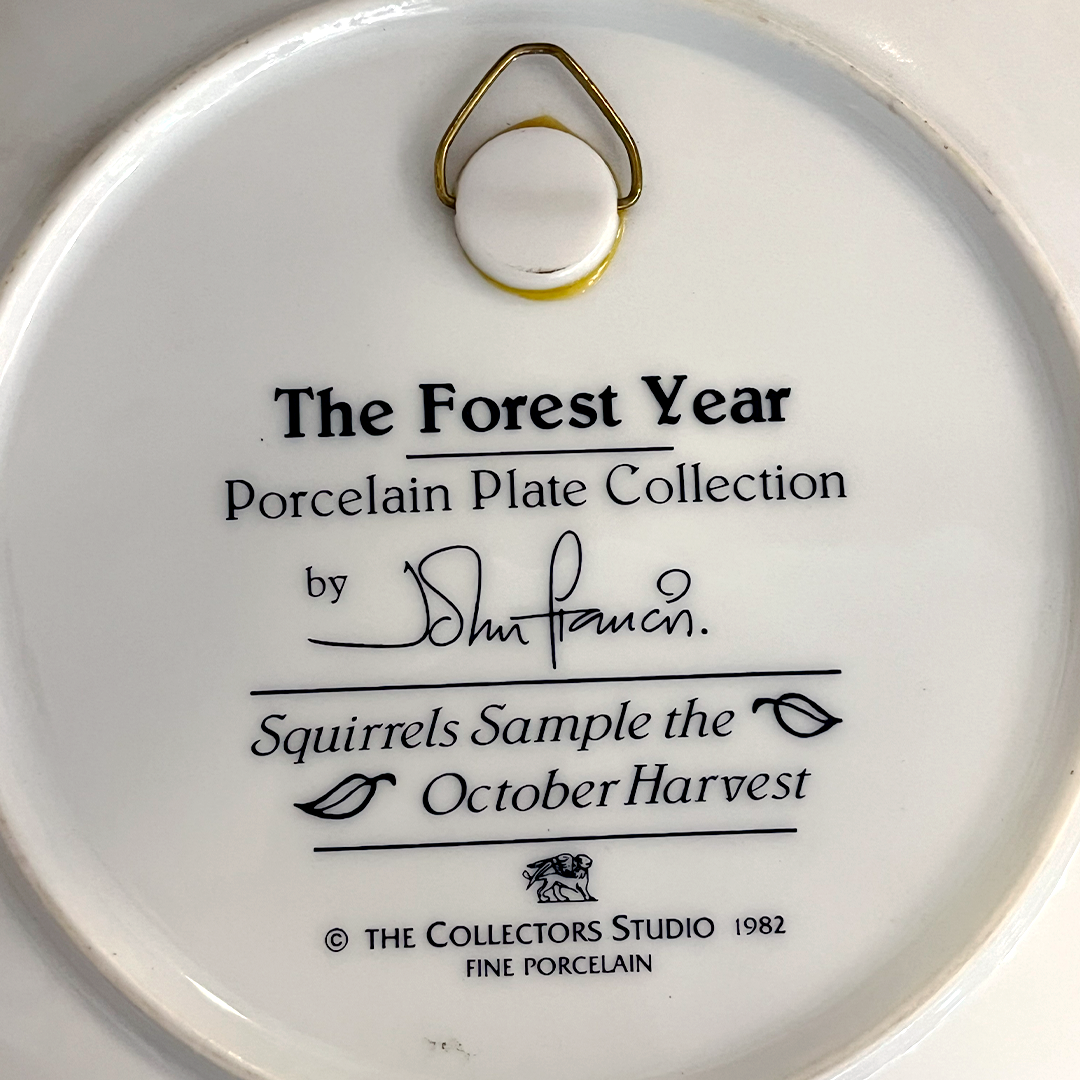 The Forest Year
Porcelain Plate Collection
by John Francis.
Squirrels Sample the
October Harvest
© THE COLLECTORS STUDIO 1982
FINE PORCELAIN